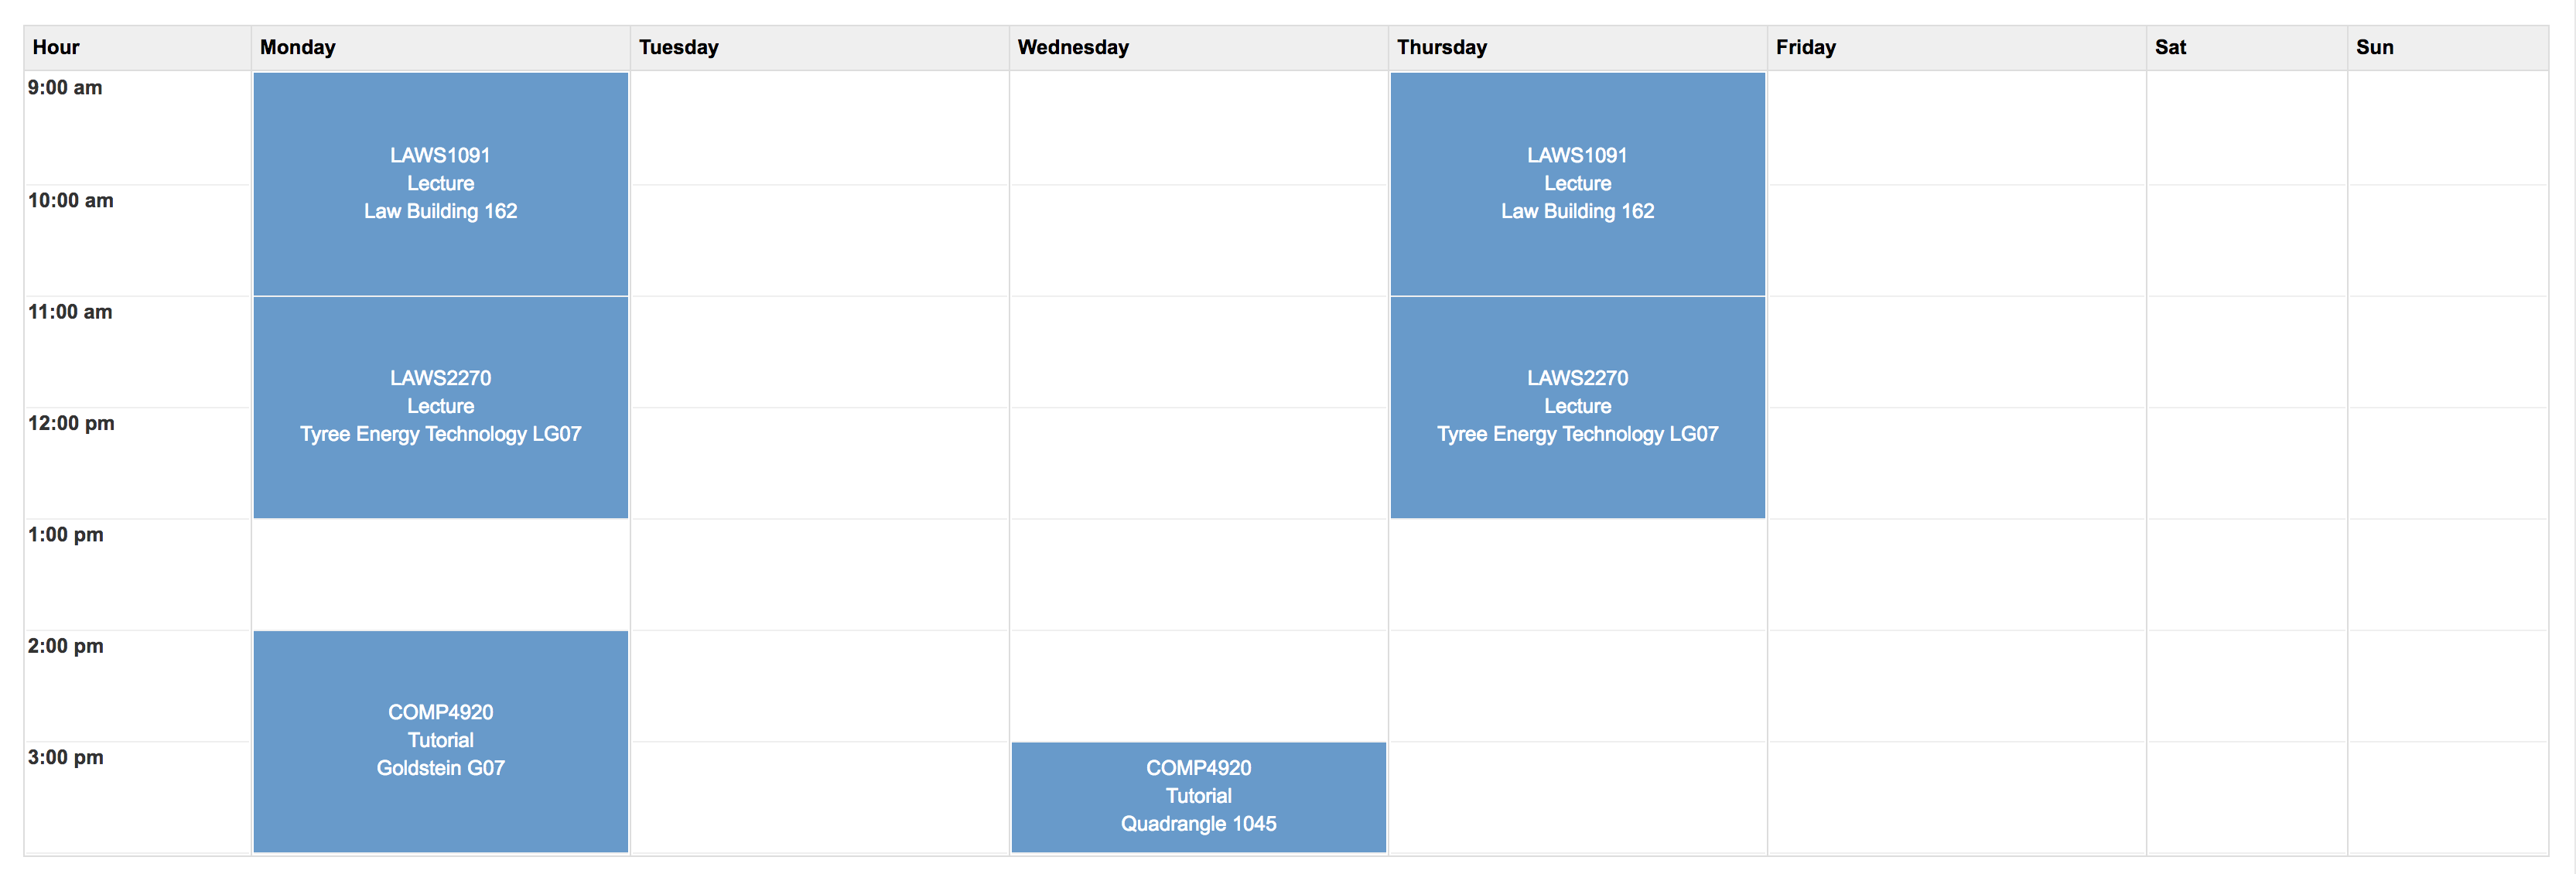 Hour Monday Tuesday Wednesday Thursday Friday Sat Sun
9:00 am
LAWS1091 LAWS1091
Lecture Lecture
10:00 am
Law Building 162 Law Building 162
11:00 am
LAWS2270 LAWS2270
Lecture Lecture
12:00 pm
Tyree Energy Technology LG07 Tyree Energy Technology LG07
1:00 pm
2:00 pm
COMP4920
Tutorial
3:00 pm
Goldstein G07 COMP4920
Tutorial
Quadrangle 1045